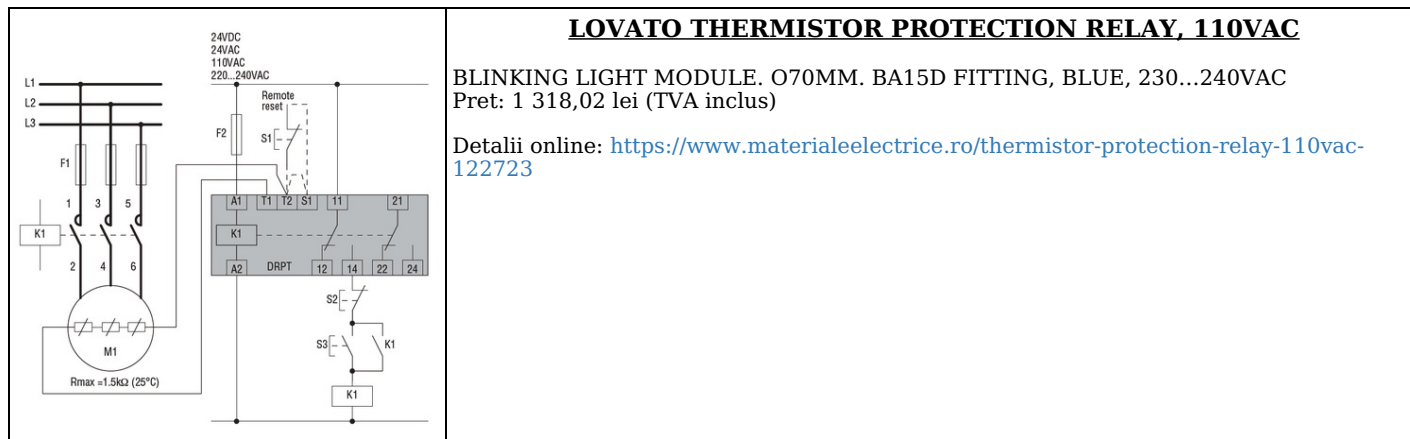 24VDC
24VAC
110VAC
220...240VAC
L1
L2
L3
Remote
reset
F2
S1
F1
1 3 5
A1 T1 T2 S1 11 21
K1
K1
2 4 6
A2 DRPT 12 14 22 24
S2
S3 K1
M1
Rmax =1.5kΩ (25°C)
K1
LOVATO THERMISTOR PROTECTION RELAY, 110VAC
BLINKING LIGHT MODULE. O70MM. BA15D FITTING, BLUE, 230...240VAC
Pret: 1 318,02 lei (TVA inclus)
Detalii online: https://www.materialeelectrice.ro/thermistor-protection-relay-110vac-
122723